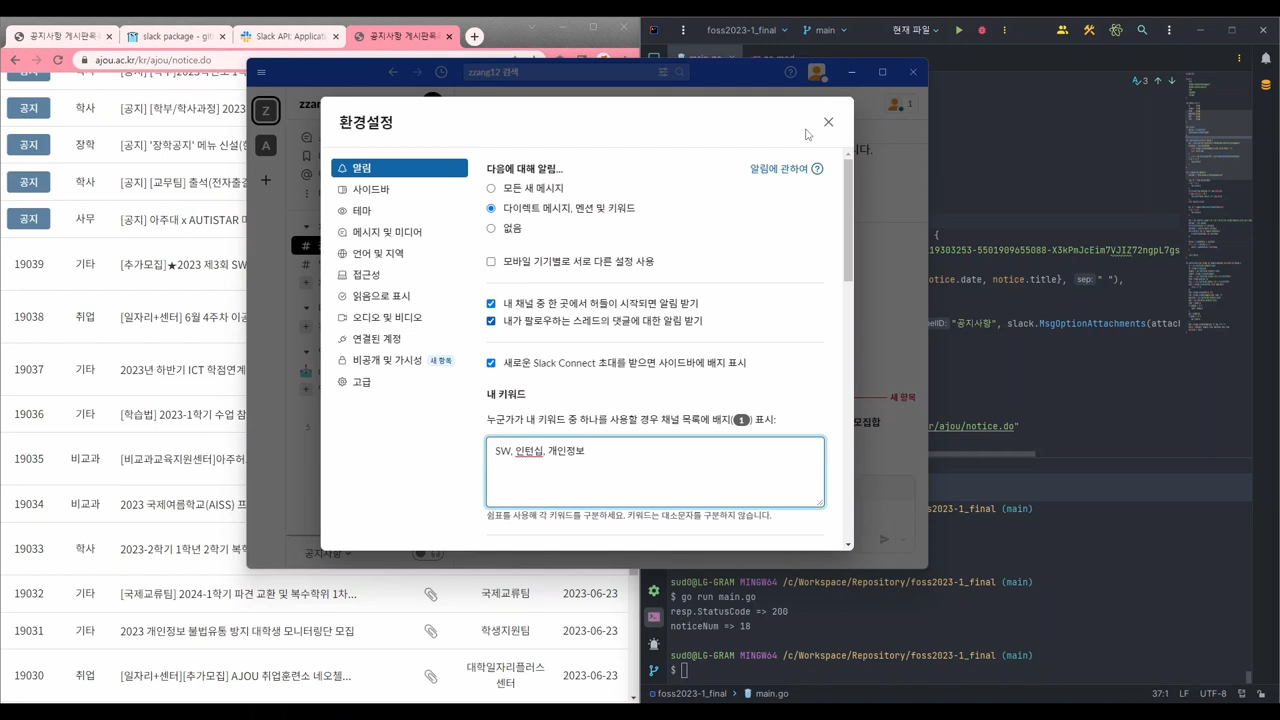 공지사항 게시판목록
slack package - git
Slack API: Applicati
공지사항 게시판목록
ajou.ac.kr/kr/ajou/notice.do
공지 학사 [공지] [학부/학사과정] 2023
공지 장학 [공지] '장학공지' 메뉴 신설(
공지 학사 [공지] [교무팀] 출석(전자출결
공지 사무 [공지] 아주대 x AUTISTAR
19039 기타 [추가모집]★2023 제3회 SW
19038 취업 [일자리+센터] 6월 4주차 이공
19037 기타 2023년 하반기 ICT 학점연계
19036 기타 [학습법] 2023-1학기 수업 참
19035 비교과 [비교과교육지원센터]아주허
19034 비교과 2023 국제여름학교(AISS) 프
19033 학사 2023-2학기 1학년 2학기 복학
19032 기타 [국제교류팀] 2024-1학기 파견 교환 및 복수학위 1차... 국제교류팀 2023-06-23
19031 기타 2023 개인정보 불법유통 방지 대학생 모니터링단 모집 학생지원팀 2023-06-23
19030 취업 [일자리+센터][추가모집] AJOU 취업훈련소 네오첼... 대학일자리플러스센터 2023-06-23
zzang12 검색
Z
A
zzang
1
니다.
새 항목
모집합
공지사항
환경설정
알림
사이드바
테마
메시지 및 미디어
언어 및 지역
접근성
읽음으로 표시
오디오 및 비디오
연결된 계정
비공개 및 가시성 새 항목
고급
다음에 대해 알림...
알림에 관하여
모든 새 메시지
다이렉트 메시지, 멘션 및 키워드
없음
모바일 기기별로 서로 다른 설정 사용
내 채널 중 한 곳에서 허들이 시작되면 알림 받기
내가 팔로우하는 스레드의 댓글에 대한 알림 받기
새로운 Slack Connect 초대를 받으면 사이드바에 배지 표시
내 키워드
누군가가 내 키워드 중 하나를 사용할 경우 채널 목록에 배지( 1 ) 표시:
SW, 인턴십, 개인정보
쉼표를 사용해 각 키워드를 구분하세요. 키워드는 대소문자를 구분하지 않습니다.
foss2023-1_final
main
현재 파일
3
{
19303253-5501909655088-X3kPmJcEim7VJIZ72ngpL7gs
otice.date, notice.title}, sep: " "),
nelID: "공지사항", slack.MsgOptionAttachments(attac
r/ajou/notice.do"
foss2023-1_final (main)
sud0@LG-GRAM MINGW64 /c/Workspace/Repository/foss2023-1_final (main)
$ go run main.go
resp.StatusCode => 200
noticeNum => 18
sud0@LG-GRAM MINGW64 /c/Workspace/Repository/foss2023-1_final (main)
$
foss2023-1_final > main.go
37:1 LF UTF-8